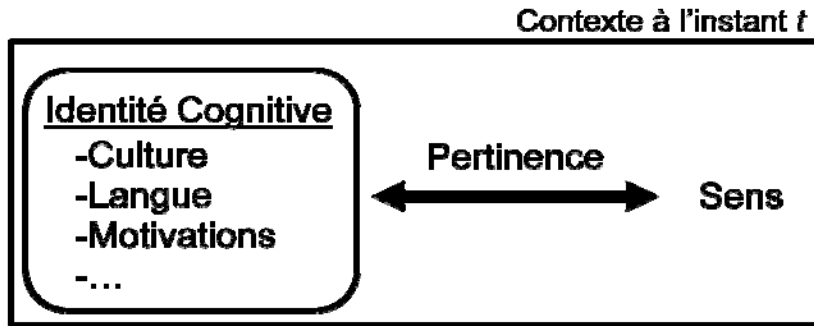 Contexte à l'instant t
Identité Cognitive
-Culture
-Langue
-Motivations
-...
Pertinence
Sens